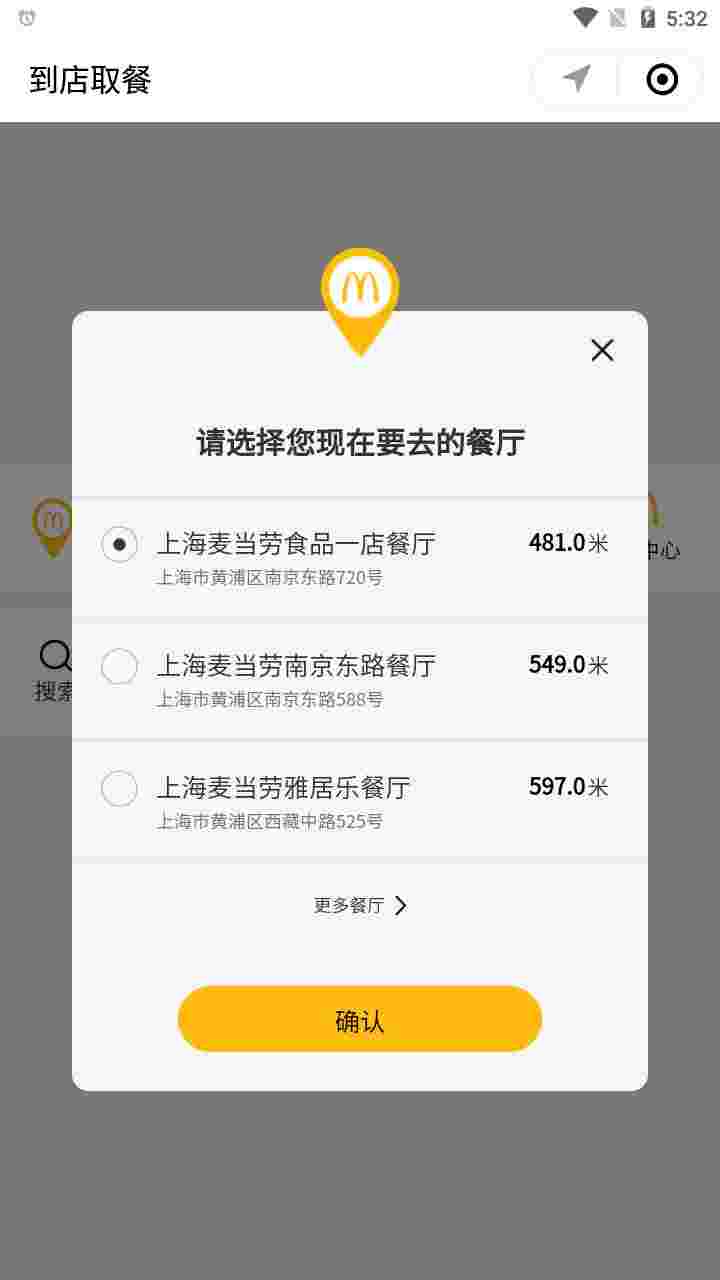 5:32
到店取餐
请选择您现在要去的餐厅
上海麦当劳食品一店餐厅 481.0米
上海市黄浦区南京东路720号
中心
上海麦当劳南京东路餐厅 549.0米
搜索
上海市黄浦区南京东路588号
上海麦当劳雅居乐餐厅 597.0米
上海市黄浦区西藏中路525号
更多餐厅
确认